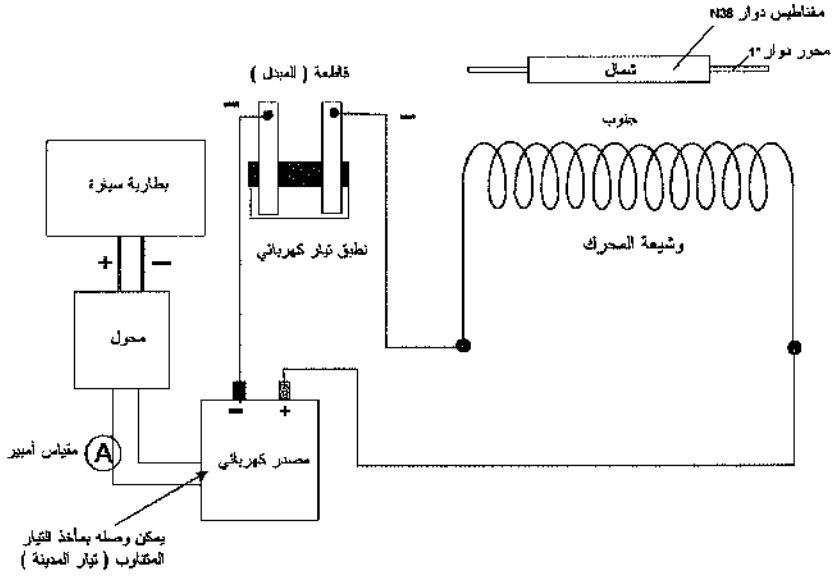 مغناطيس دوار N38
محور دوار "1
شمال
جنوب
قاطعة ( المبدل )
بطارية سيارة
+ –
نطبق تيار كهربائي
وشيعة المحرك
محول
– +
مقياس أمبير
A
مصدر كهربائي
يمكن وصله بمأخذ التيار
المتناوب ( تيار المدينة )